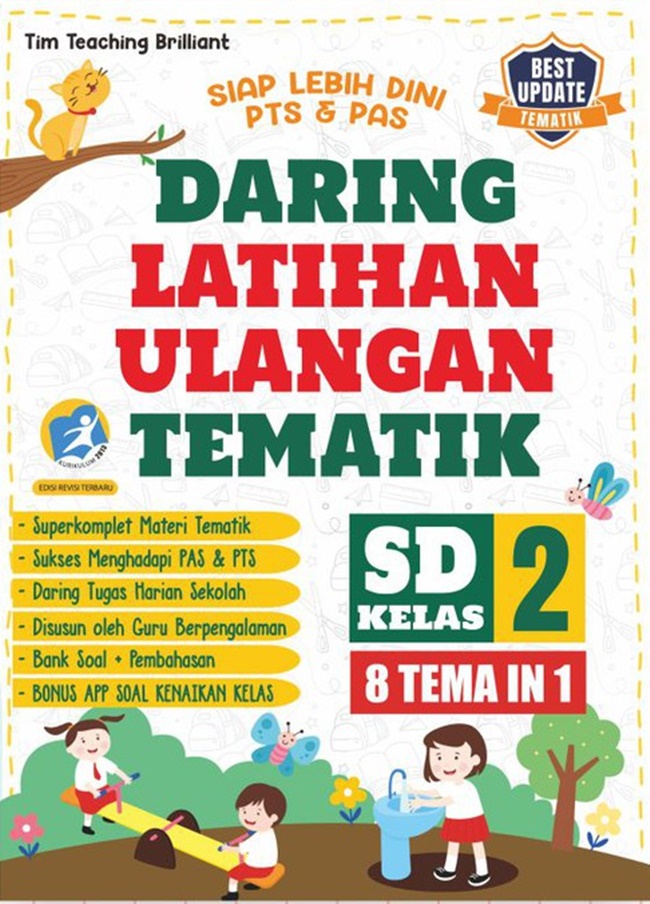 Tim Teaching Brilliant
SIAP LEBIH DINI
PTS & PAS
BEST
UPDATE
TEMATIK
DARING
LATIHAN
ULANGAN
TEMATIK
KURIKULUM 2013
EDISI REVISI TERBARU
- Superkomplet Materi Tematik
- Sukses Menghadapi PAS & PTS
- Daring Tugas Harian Sekolah
- Disusun oleh Guru Berpengalaman
- Bank Soal + Pembahasan
- BONUS APP SOAL KENAIKAN KELAS
SD
KELAS
2
8 TEMA IN 1